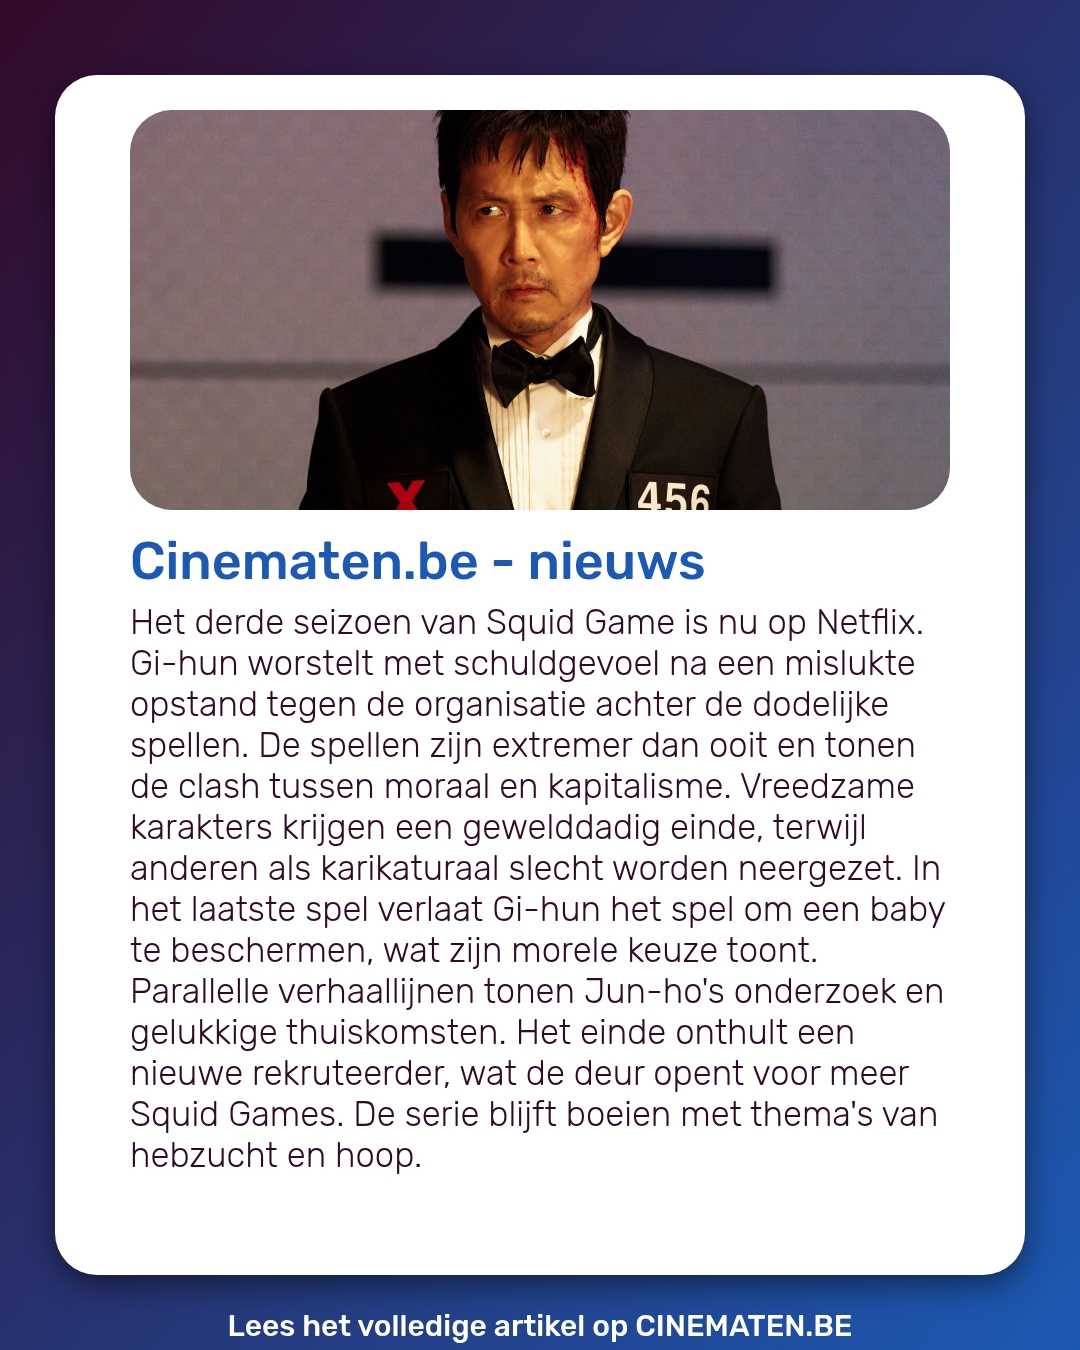 X
456
Cinematen.be - nieuws
Het derde seizoen van Squid Game is nu op Netflix.
Gi-hun worstelt met schuldgevoel na een mislukte
opstand tegen de organisatie achter de dodelijke
spellen. De spellen zijn extremer dan ooit en tonen
de clash tussen moraal en kapitalisme. Vreedzame
karakters krijgen een gewelddadig einde, terwijl
anderen als karikaturaal slecht worden neergezet. In
het laatste spel verlaat Gi-hun het spel om een baby
te beschermen, wat zijn morele keuze toont.
Parallelle verhaallijnen tonen Jun-ho's onderzoek en
gelukkige thuiskomsten. Het einde onthult een
nieuwe rekruteerder, wat de deur opent voor meer
Squid Games. De serie blijft boeien met thema's van
hebzucht en hoop.
Lees het volledige artikel op CINEMATEN.BE